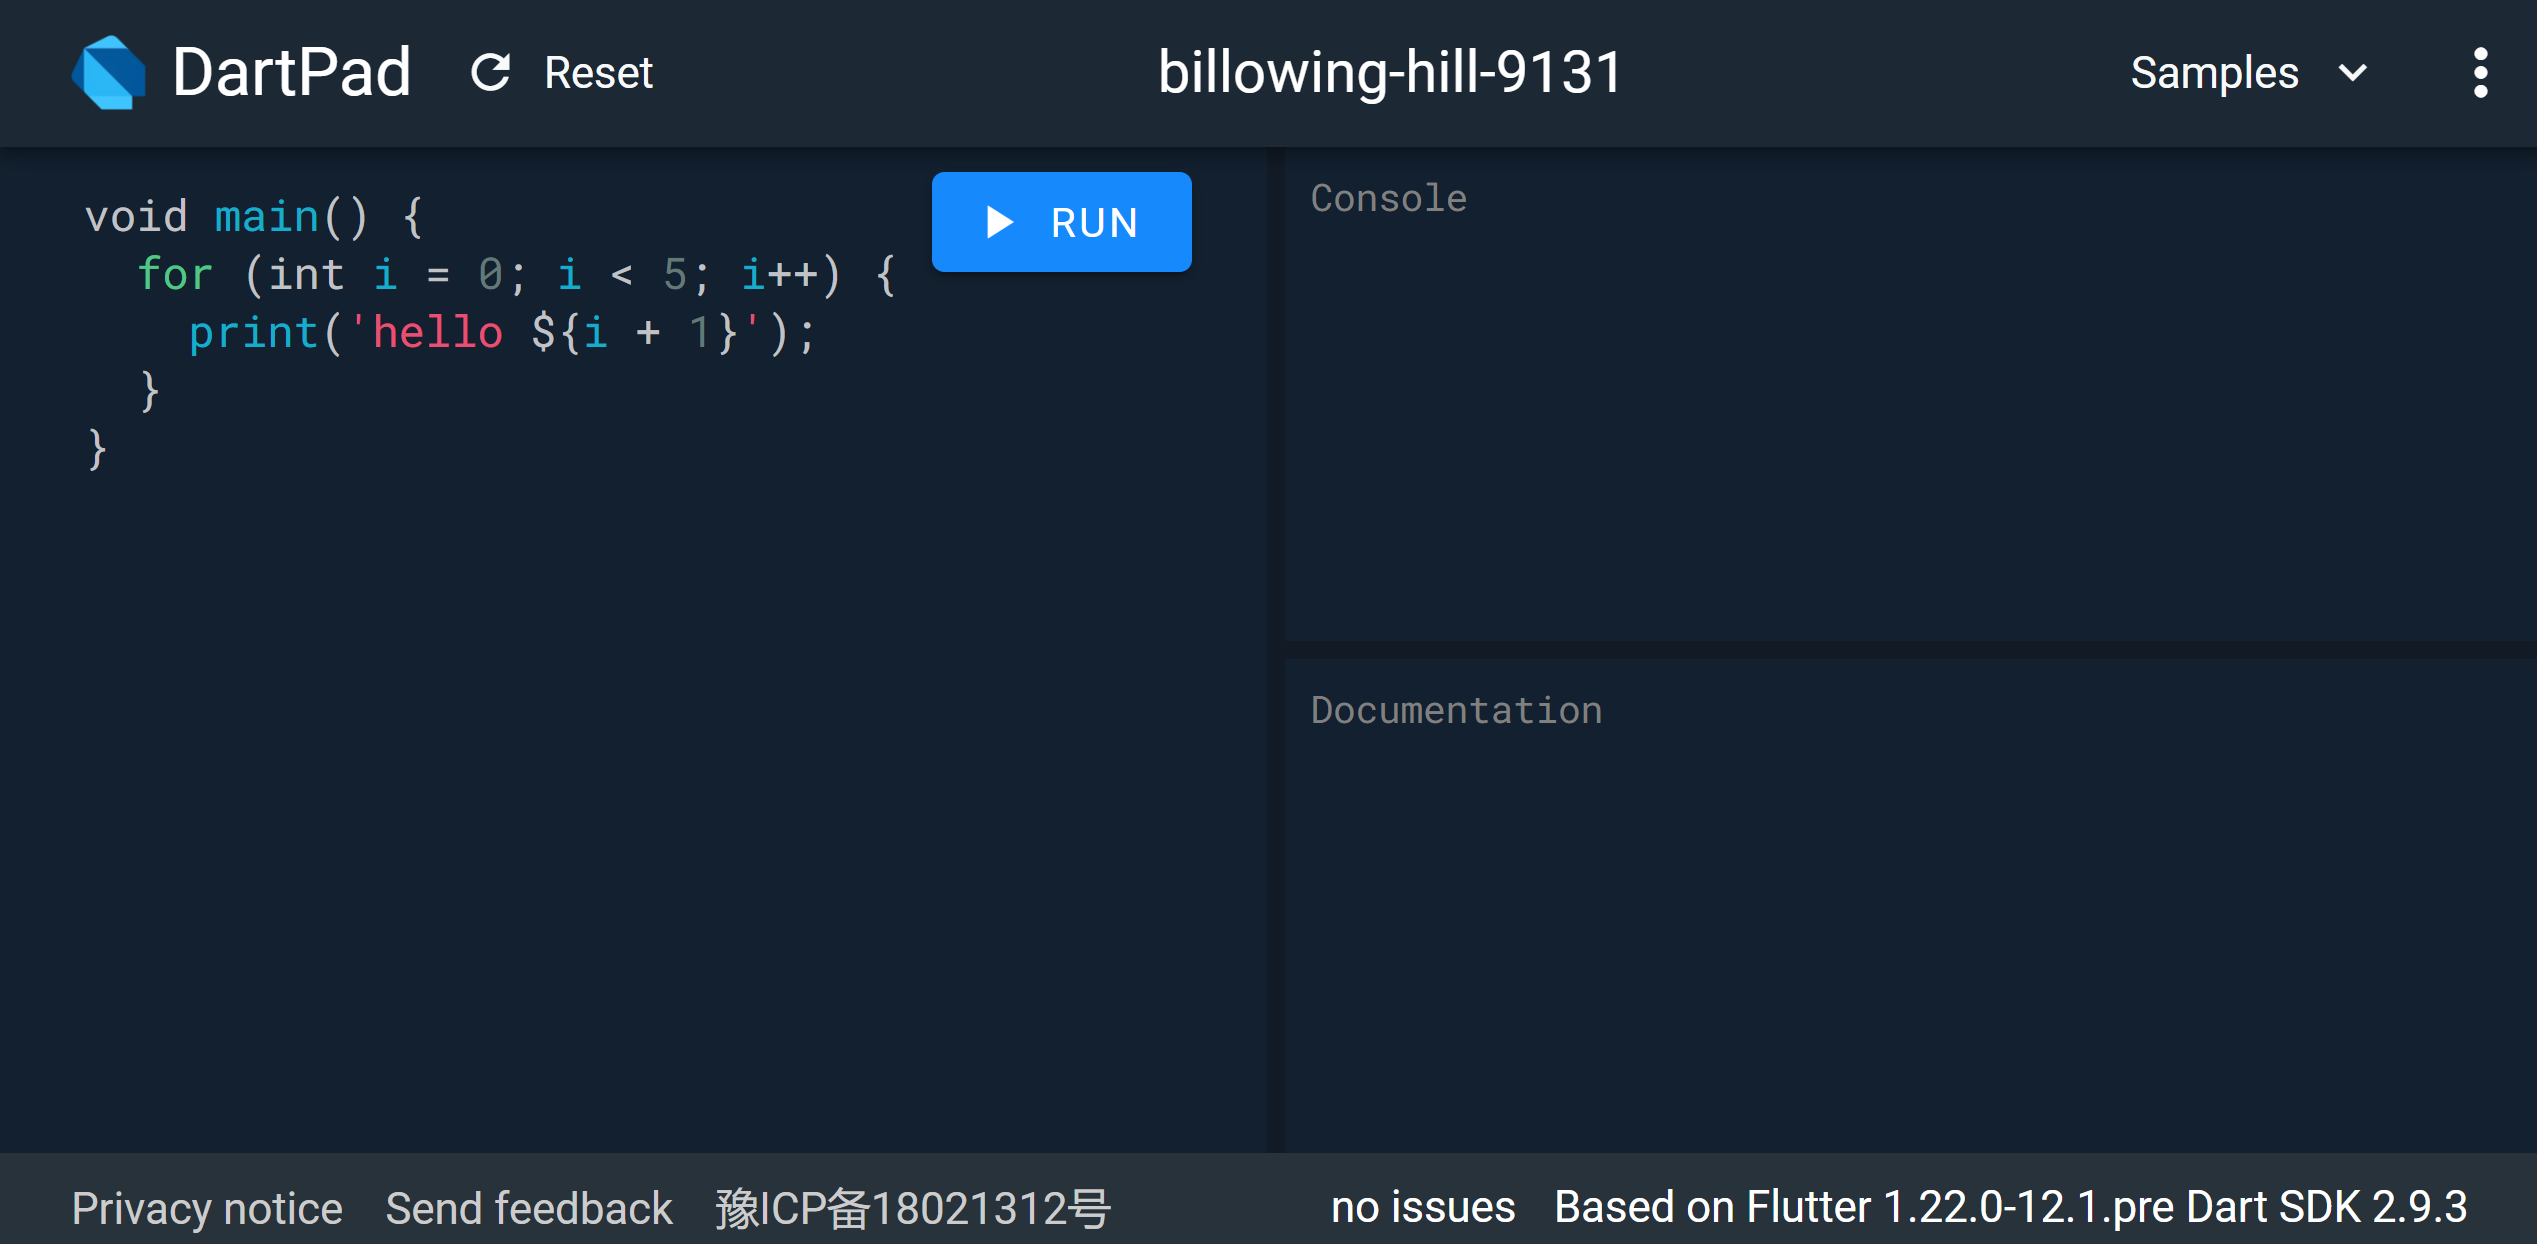 DartPad Reset billowing-hill-9131 Samples
void main() {
  for (int i = 0; i < 5; i++) {
    print('hello ${i + 1}');
  }
}
RUN
Console
Documentation
Privacy notice Send feedback 豫ICP备18021312号 no issues Based on Flutter 1.22.0-12.1.pre Dart SDK 2.9.3